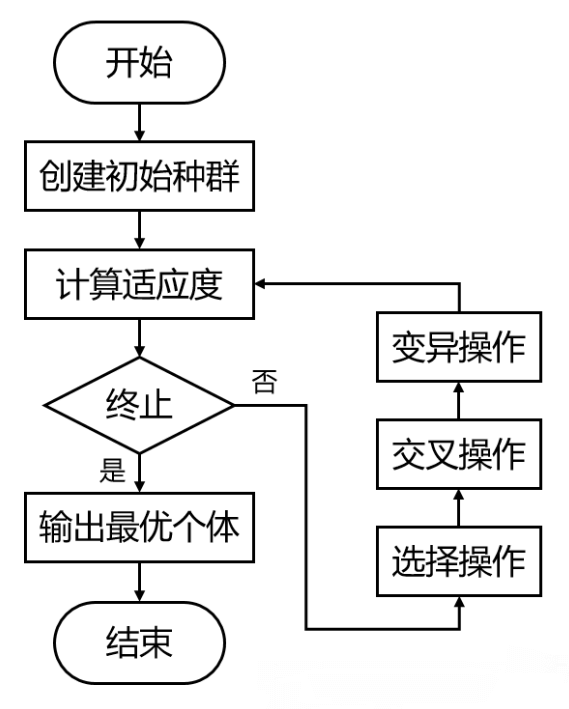 开始
创建初始种群
计算适应度
终止
否
是
输出最优个体
结束
变异操作
交叉操作
选择操作